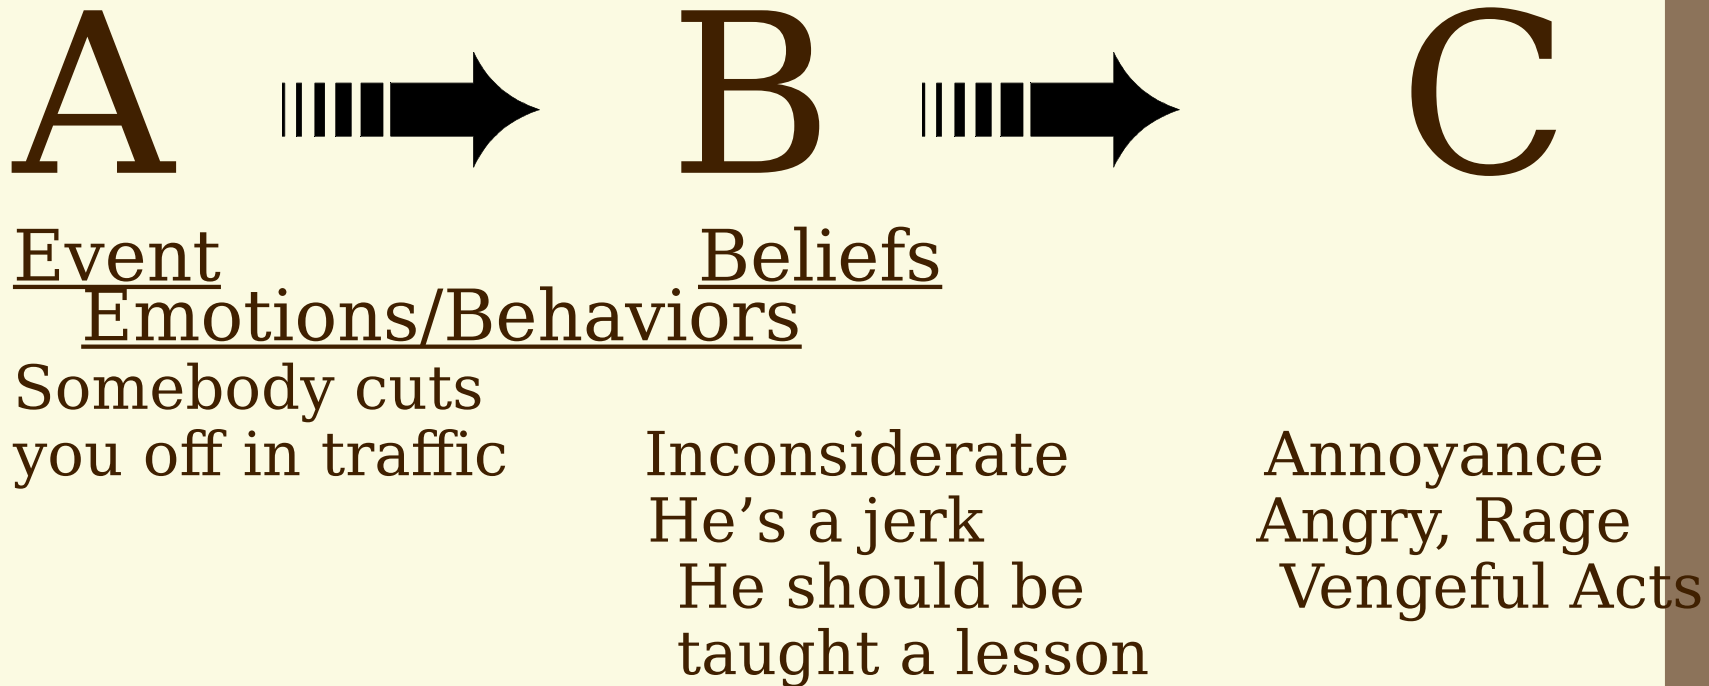 A B C
Event Beliefs
Emotions/Behaviors
Somebody cuts
you off in traffic Inconsiderate Annoyance
He’s a jerk Angry, Rage
He should be Vengeful Acts
taught a lesson